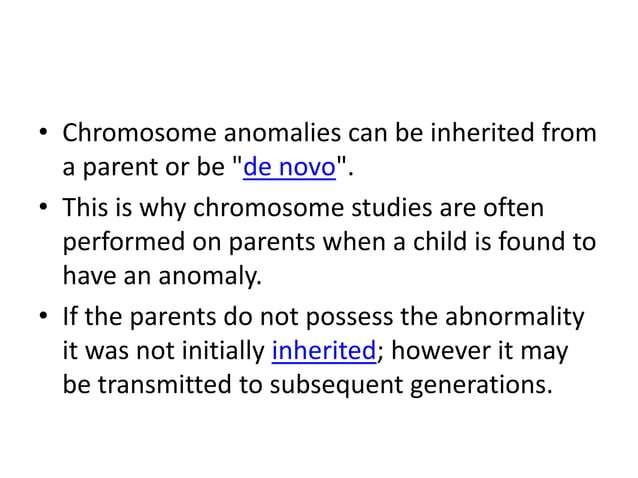 • Chromosome anomalies can be inherited from
a parent or be "de novo".
• This is why chromosome studies are often
performed on parents when a child is found to
have an anomaly.
• If the parents do not possess the abnormality
it was not initially inherited; however it may
be transmitted to subsequent generations.